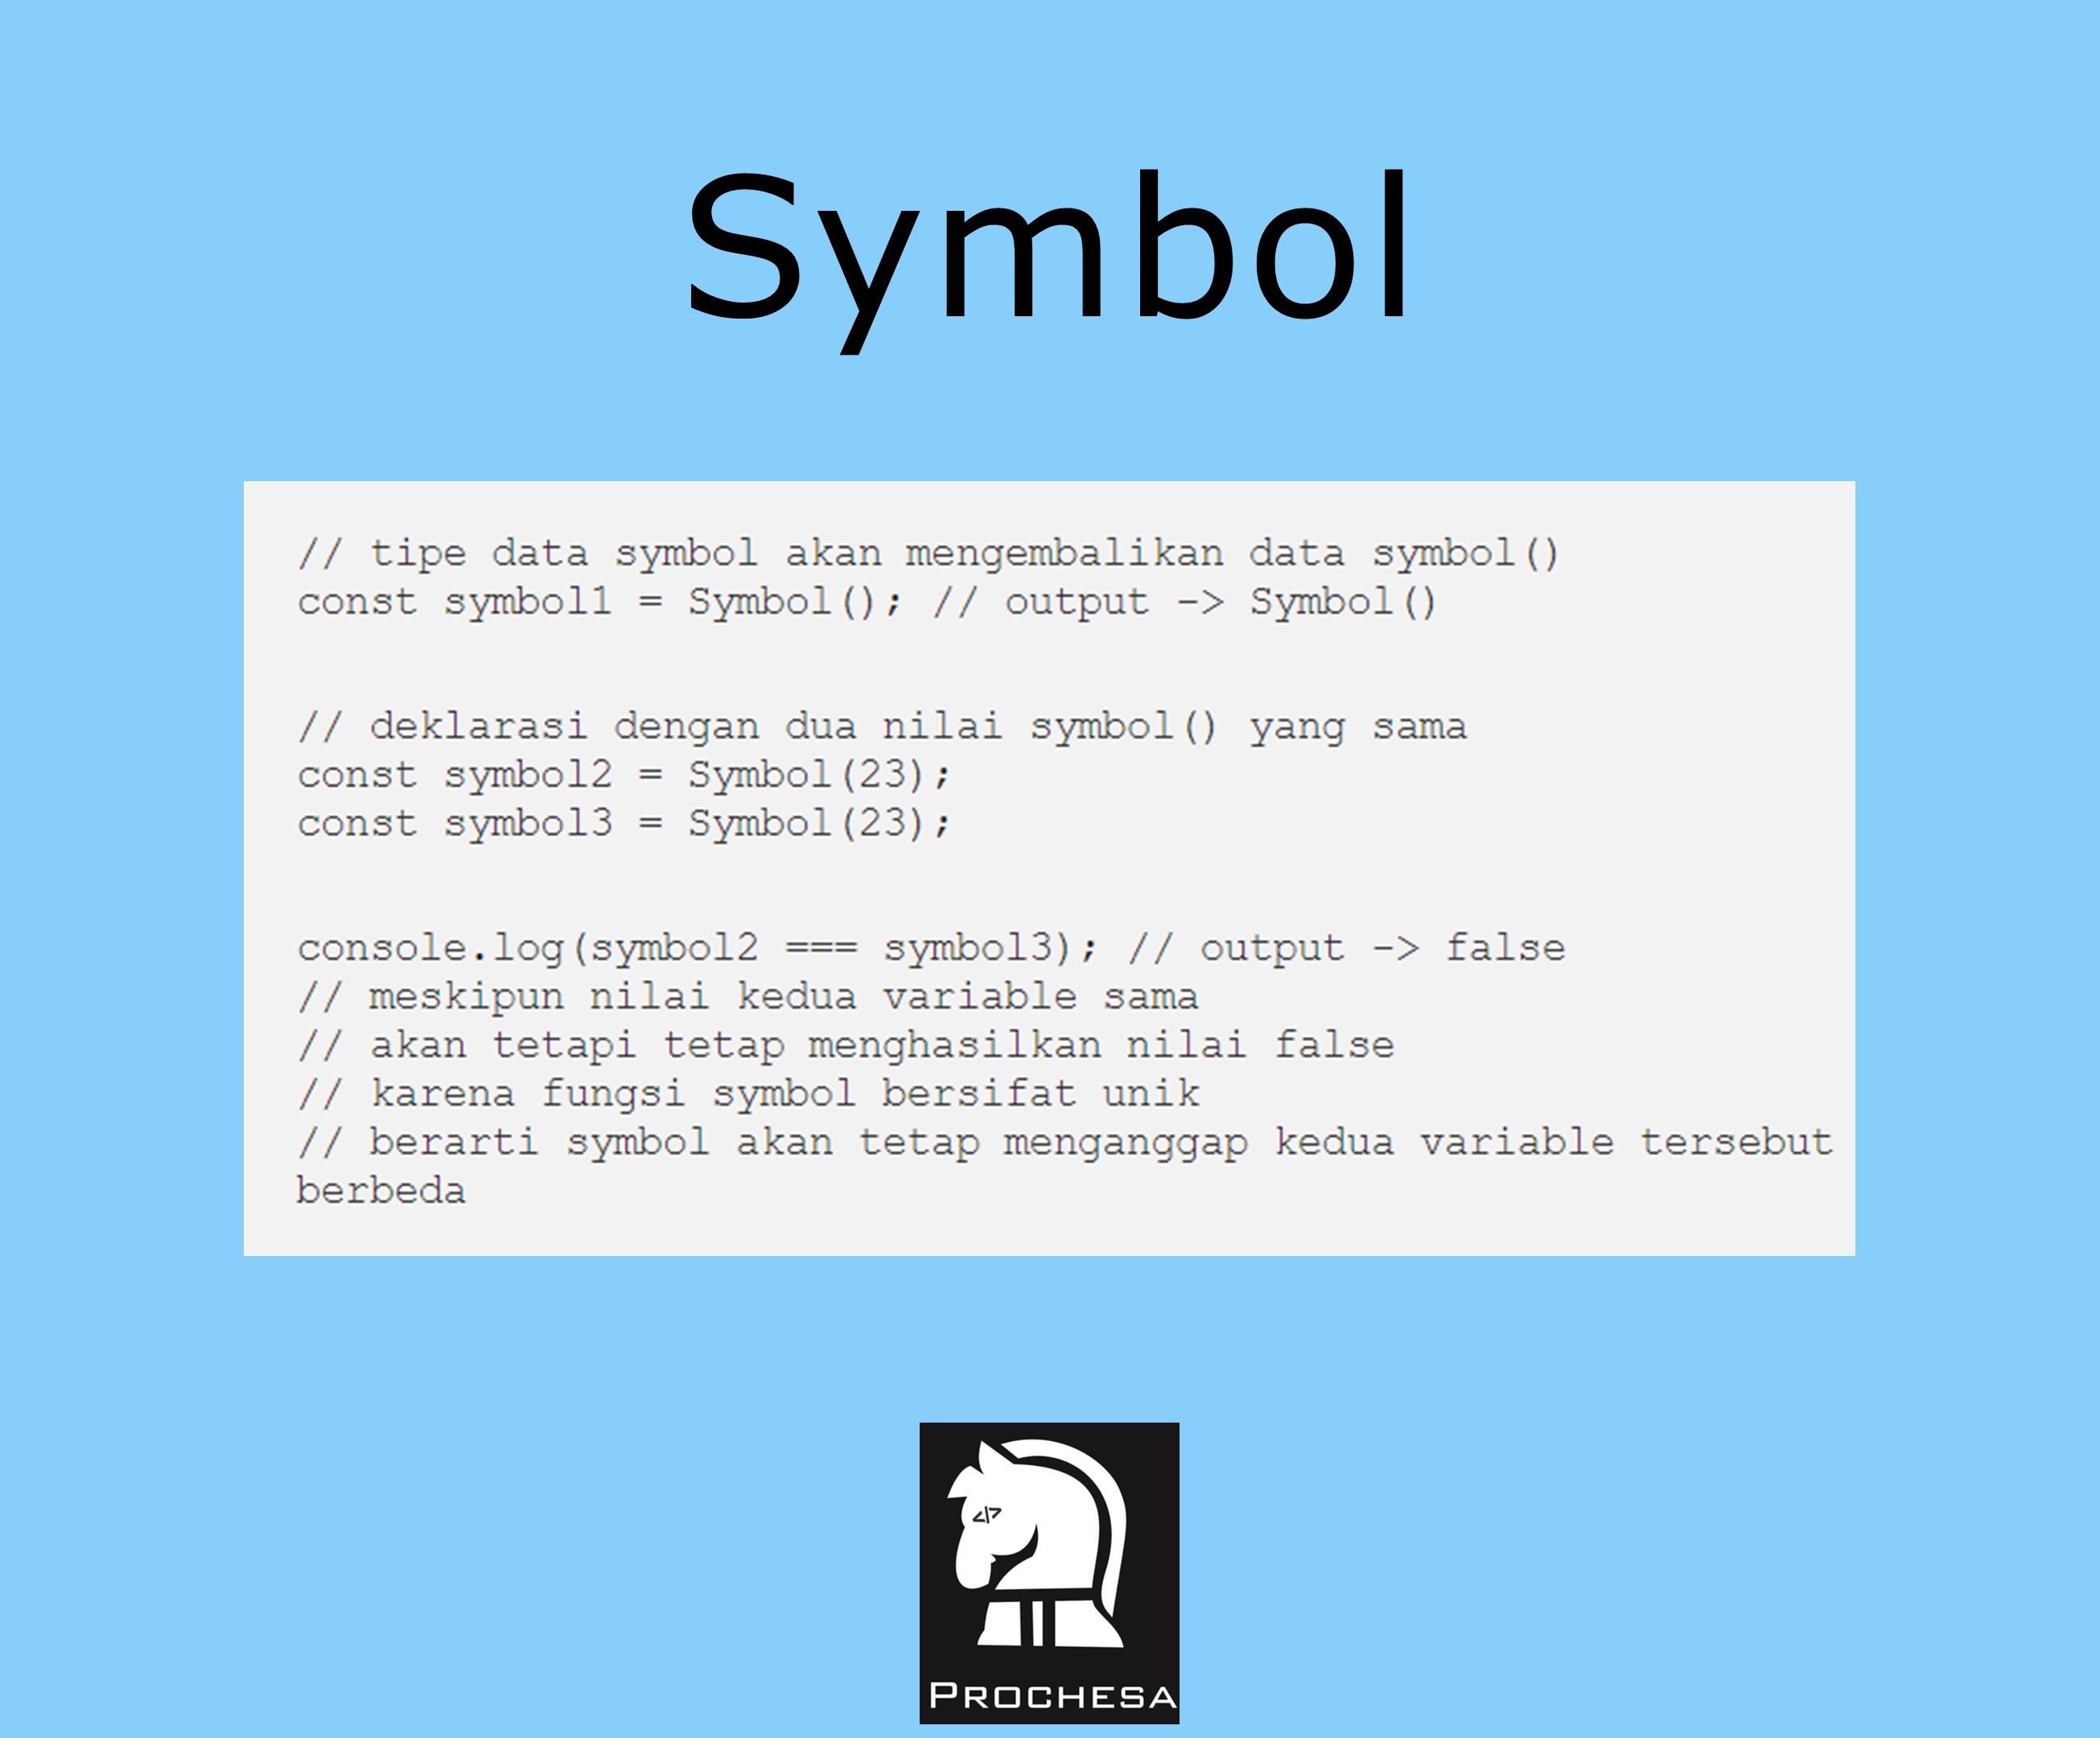 Symbol
// tipe data symbol akan mengembalikan data symbol()
const symbol1 = Symbol(); // output -> Symbol()
// deklarasi dengan dua nilai symbol() yang sama
const symbol2 = Symbol(23);
const symbol3 = Symbol(23);
console.log(symbol2 === symbol3); // output -> false
// meskipun nilai kedua variable sama
// akan tetapi tetap menghasilkan nilai false
// karena fungsi symbol bersifat unik
// berarti symbol akan tetap menganggap kedua variable tersebut
berbeda
</>
PROCHESA